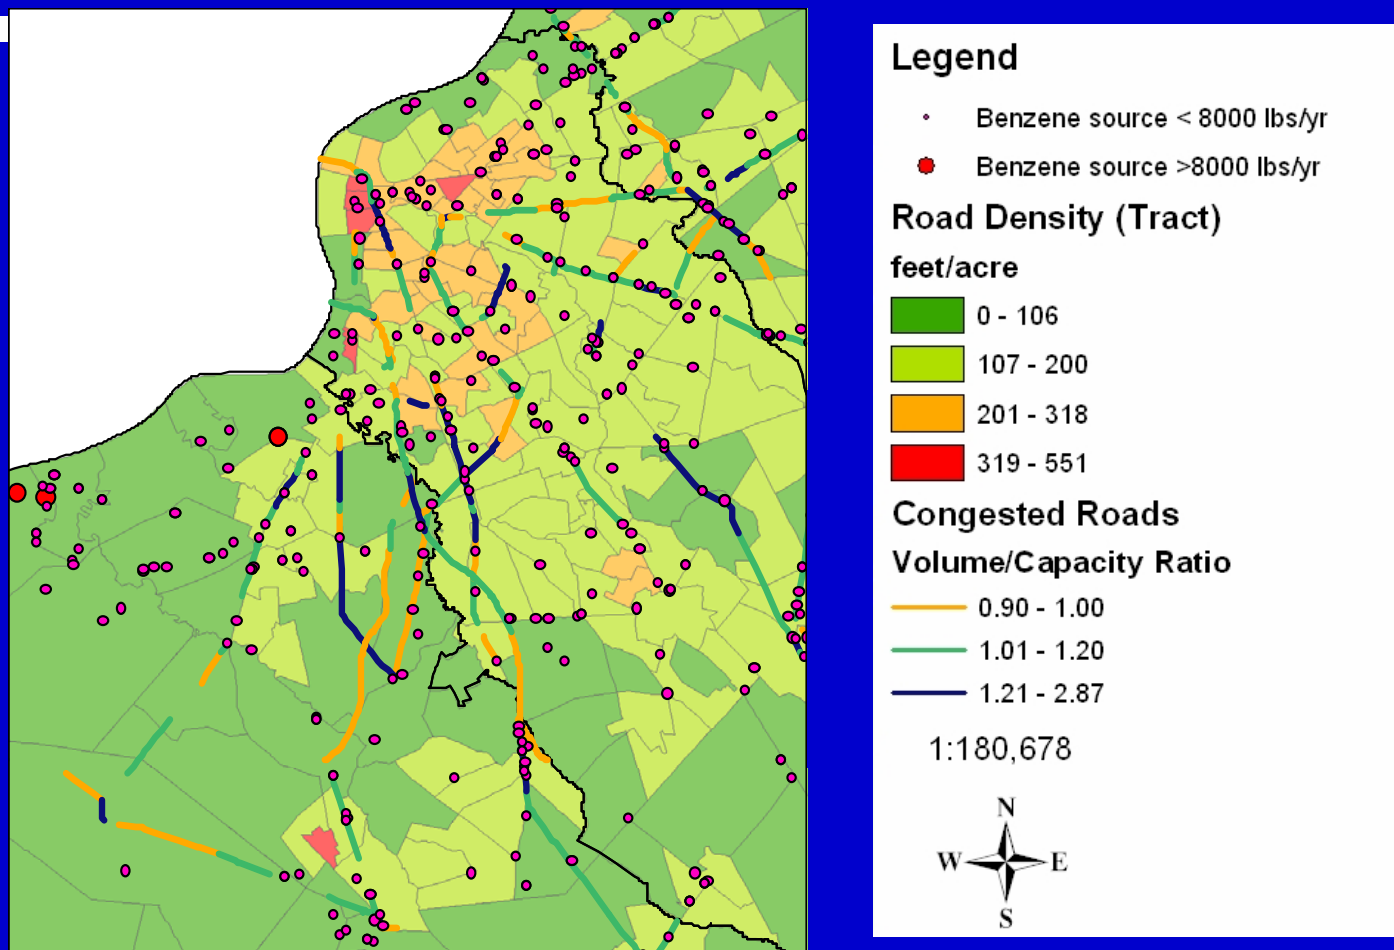 Legend
Benzene source < 8000 lbs/yr
Benzene source >8000 lbs/yr
Road Density (Tract)
feet/acre
0 - 106
107 - 200
201 - 318
319 - 551
Congested Roads
Volume/Capacity Ratio
0.90 - 1.00
1.01 - 1.20
1.21 - 2.87
1:180,678
N
W E
S